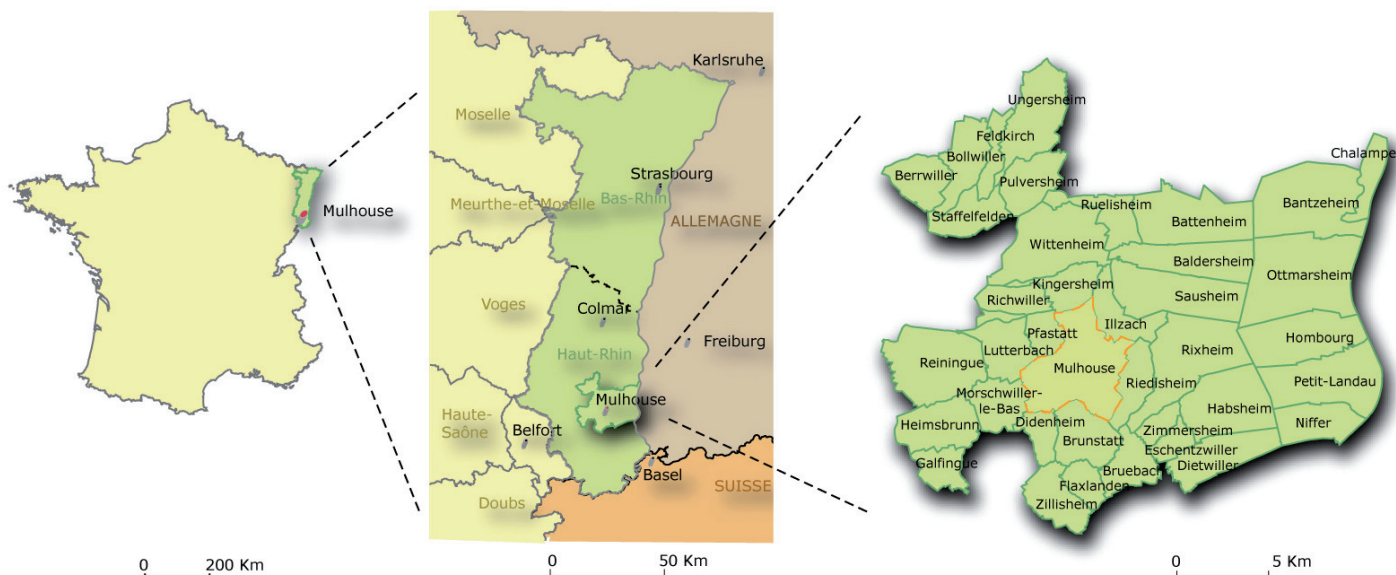 Mulhouse
0 200 Km
Karlsruhe
Moselle
Strasbourg
Meurthe-et-Moselle
Bas-Rhin
ALLEMAGNE
Voges
Colmar
Freiburg
Haut-Rhin
Mulhouse
Haute-
Saône
Belfort
Basel
Doubs
SUISSE
0 50 Km
Ungersheim
Feldkirch
Bollwiller
Berrwiller
Pulversheim
Staffelfelden
Chalampe
Ruelisheim
Battenheim
Bantzeheim
Wittenheim
Baldersheim
Ottmarsheim
Kingersheim
Richwiller
Sausheim
Pfastatt
Illzach
Hombourg
Lutterbach
Rixheim
Reiningue
Mulhouse
Riedisheim
Petit-Landau
Morschwiller-
le-Bas
Habsheim
Heimsbrunn
Didenheim
Zimmersheim
Niffer
Brunstatt
Eschentzwiller
Galfingue
Bruebach
Dietwiller
Flaxlanden
Zillisheim
0 5 Km